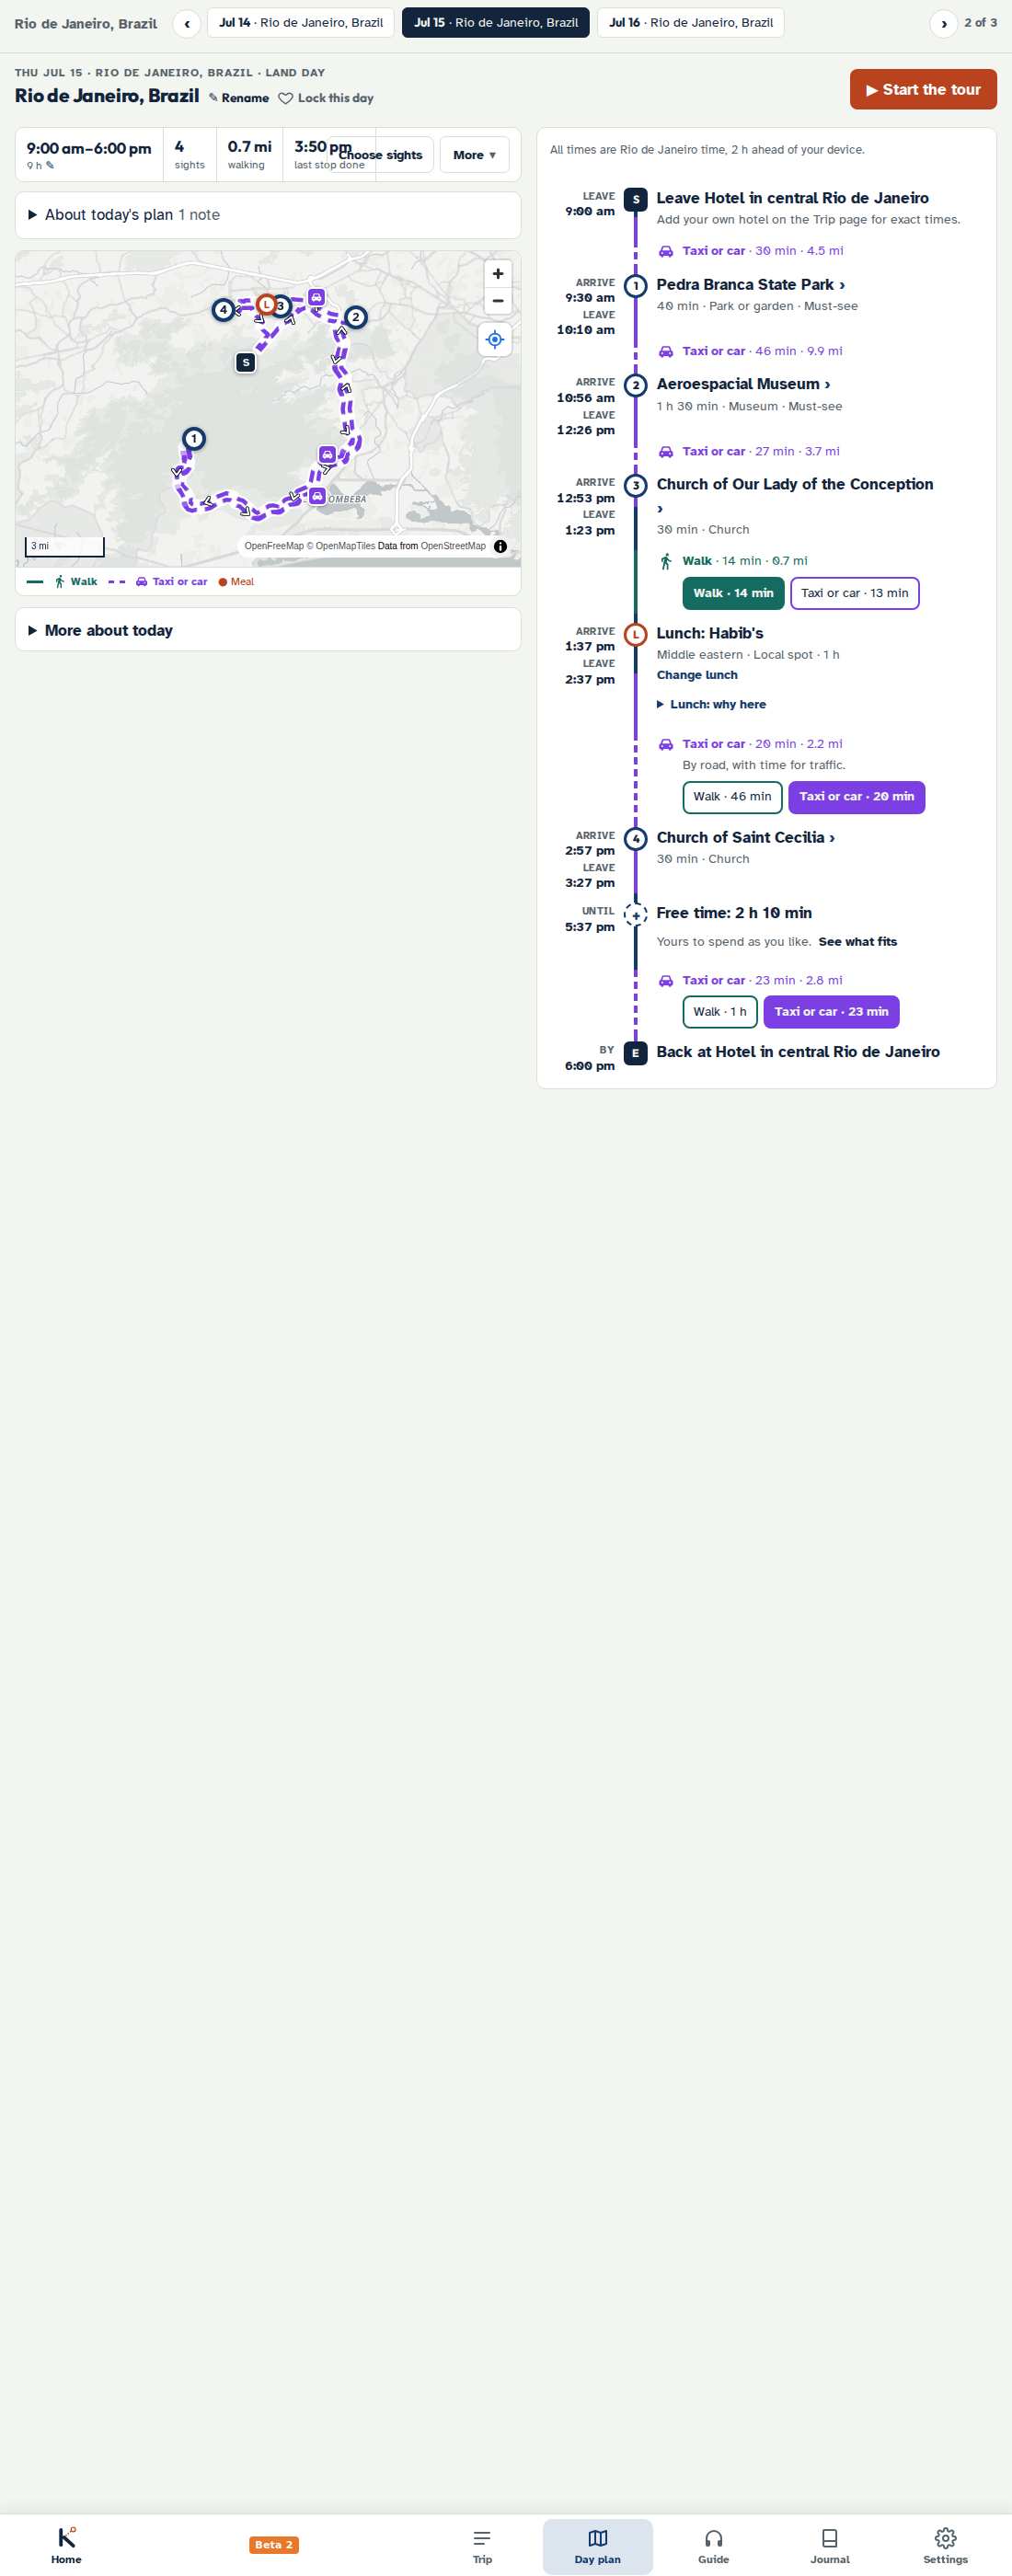 Rio de Janeiro, Brazil
‹
Jul 14 · Rio de Janeiro, Brazil
Jul 15 · Rio de Janeiro, Brazil
Jul 16 · Rio de Janeiro, Brazil
›
2 of 3
THU JUL 15 · RIO DE JANEIRO, BRAZIL · LAND DAY
Rio de Janeiro, Brazil
✎ Rename
Lock this day
▶ Start the tour
9:00 am–6:00 pm
9 h ✎
4
sights
0.7 mi
walking
3:50 pm
last stop done
Choose sights
More ▾
▶ About today's plan 1 note
4
L
3
2
S
1
OMBEBA
+
−
3 mi
OpenFreeMap © OpenMapTiles Data from OpenStreetMap
Walk
Taxi or car
Meal
▶ More about today
All times are Rio de Janeiro time, 2 h ahead of your device.
LEAVE
9:00 am
S
Leave Hotel in central Rio de Janeiro
Add your own hotel on the Trip page for exact times.
Taxi or car · 30 min · 4.5 mi
ARRIVE
9:30 am
LEAVE
10:10 am
1
Pedra Branca State Park ›
40 min · Park or garden · Must-see
Taxi or car · 46 min · 9.9 mi
ARRIVE
10:56 am
LEAVE
12:26 pm
2
Aeroespacial Museum ›
1 h 30 min · Museum · Must-see
Taxi or car · 27 min · 3.7 mi
ARRIVE
12:53 pm
LEAVE
1:23 pm
3
Church of Our Lady of the Conception
›
30 min · Church
Walk · 14 min · 0.7 mi
Walk · 14 min
Taxi or car · 13 min
ARRIVE
1:37 pm
LEAVE
2:37 pm
L
Lunch: Habib's
Middle eastern · Local spot · 1 h
Change lunch
▶ Lunch: why here
Taxi or car · 20 min · 2.2 mi
By road, with time for traffic.
Walk · 46 min
Taxi or car · 20 min
ARRIVE
2:57 pm
LEAVE
3:27 pm
4
Church of Saint Cecilia ›
30 min · Church
UNTIL
5:37 pm
+
Free time: 2 h 10 min
Yours to spend as you like. See what fits
Taxi or car · 23 min · 2.8 mi
Walk · 1 h
Taxi or car · 23 min
BY
6:00 pm
E
Back at Hotel in central Rio de Janeiro
Home
Beta 2
Trip
Day plan
Guide
Journal
Settings